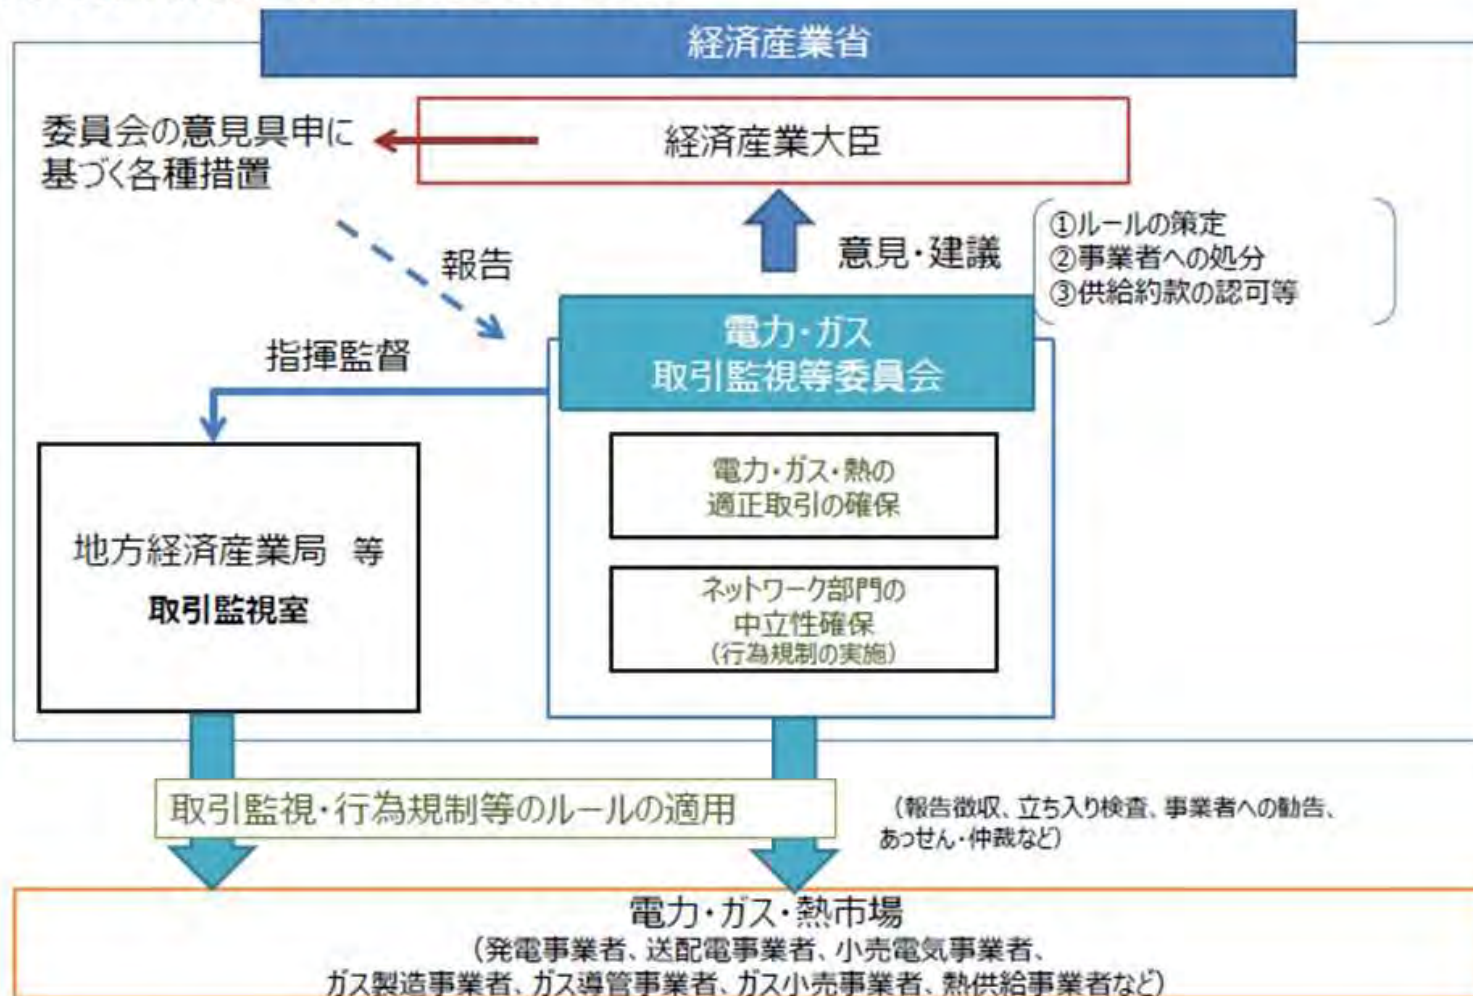 経済産業省
経済産業大臣
委員会の意見具申に
基づく各種措置
報告
意見・建議
①ルールの策定
②事業者への処分
③供給約款の認可等
指揮監督
電力・ガス
取引監視等委員会
電力・ガス・熱の
適正取引の確保
ネットワーク部門の
中立性確保
(行為規制の実施)
地方経済産業局 等
取引監視室
取引監視・行為規制等のルールの適用
(報告徴収、立ち入り検査、事業者への勧告、
あっせん・仲裁など)
電力・ガス・熱市場
(発電事業者、送配電事業者、小売電気事業者、
ガス製造事業者、ガス導管事業者、ガス小売事業者、熱供給事業者など)